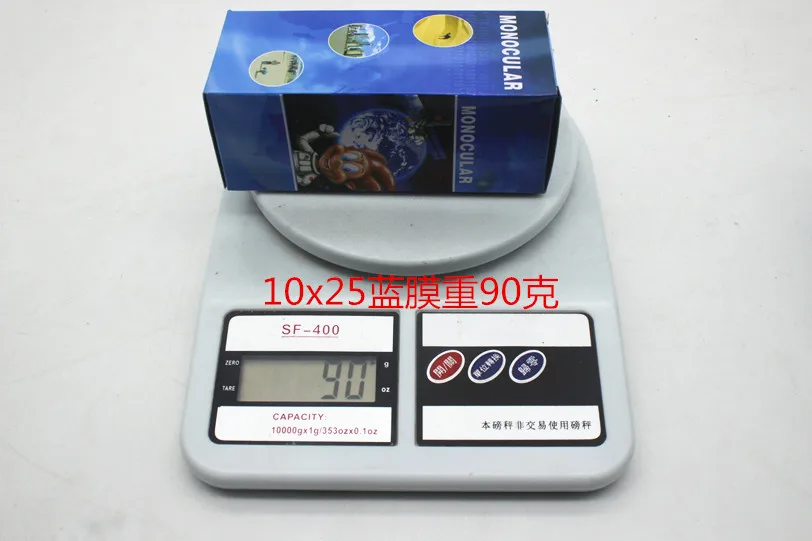 MONOCULAR
MONOCULAR
10x25蓝膜重90克
SF-400
ZERO
g
TARE
oz
90
CAPACITY:
10000gx1g/353ozx0.1oz
開/關
單位轉換
歸零
本磅秤非交易使用磅秤